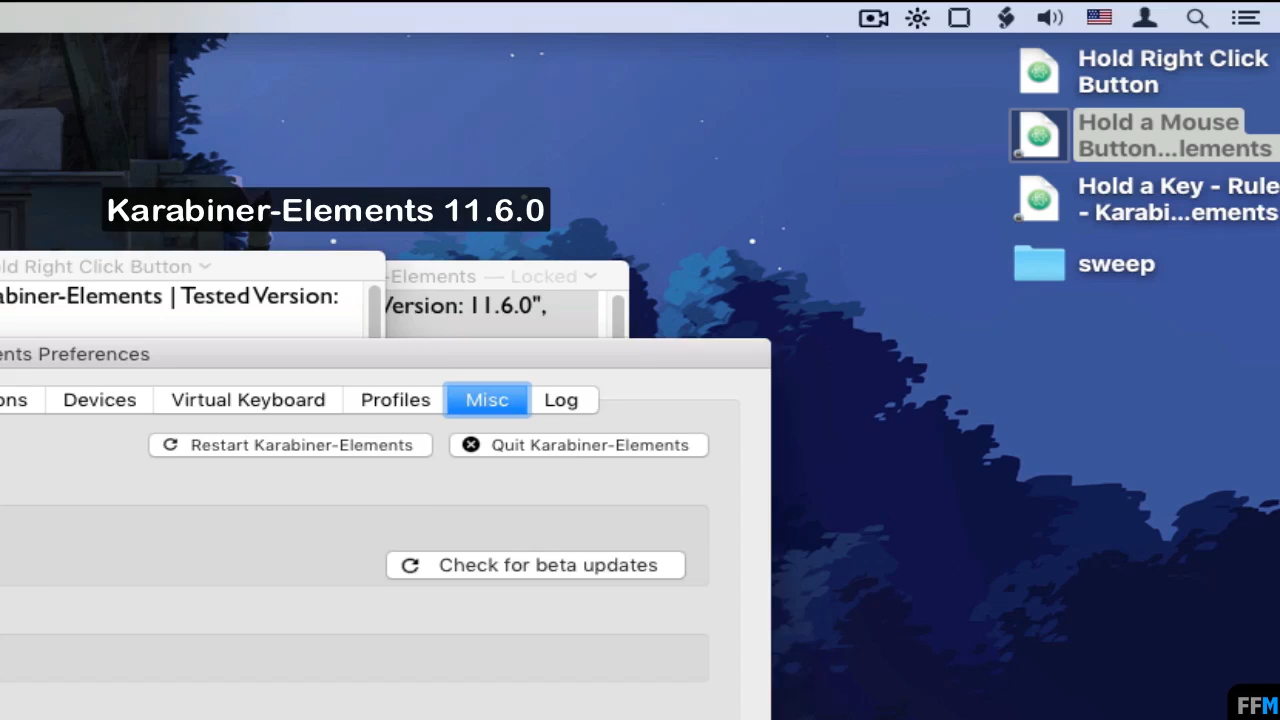 Hold Right Click
Button
Hold a Mouse
Button...lements
Hold a Key - Rule
- Karabi...ements
sweep
Karabiner-Elements 11.6.0
ld Right Click Button
-Elements — Locked
abiner-Elements | Tested Version:
Version: 11.6.0",
ents Preferences
ons Devices Virtual Keyboard Profiles Misc Log
Restart Karabiner-Elements Quit Karabiner-Elements
Check for beta updates
FFM